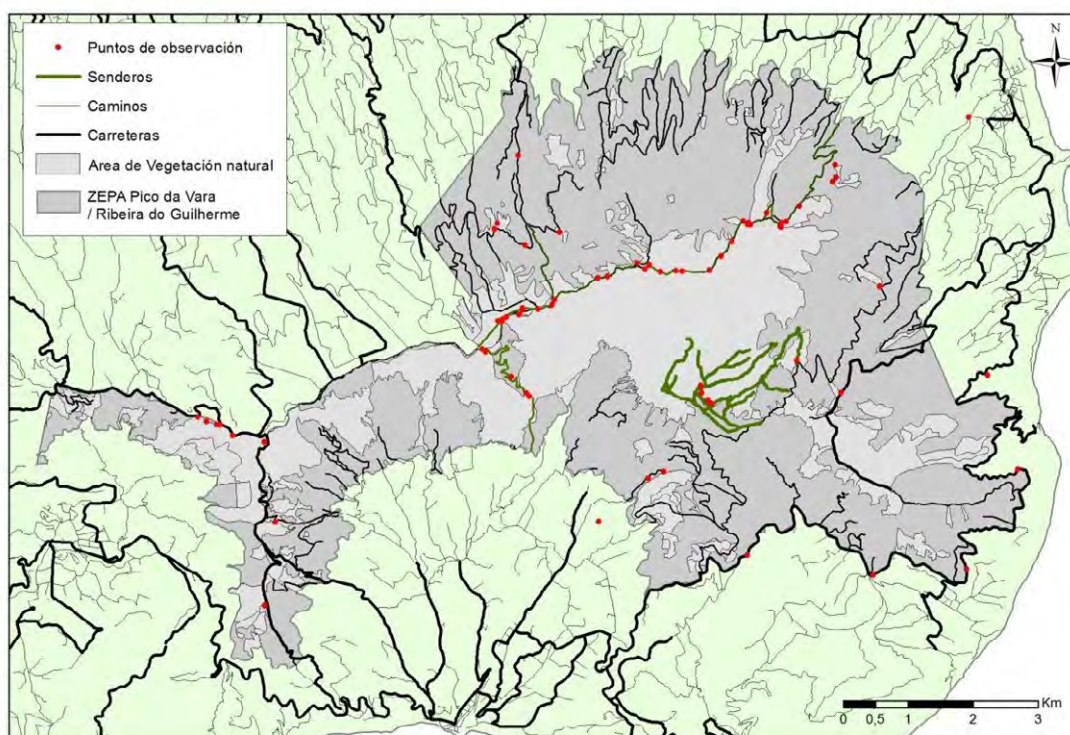 Puntos de observación
Senderos
Caminos
Carreteras
Area de Vegetación natural
ZEPA Pico da Vara
/ Ribeira do Guilherme
N
Km
0 0,5 1 2 3